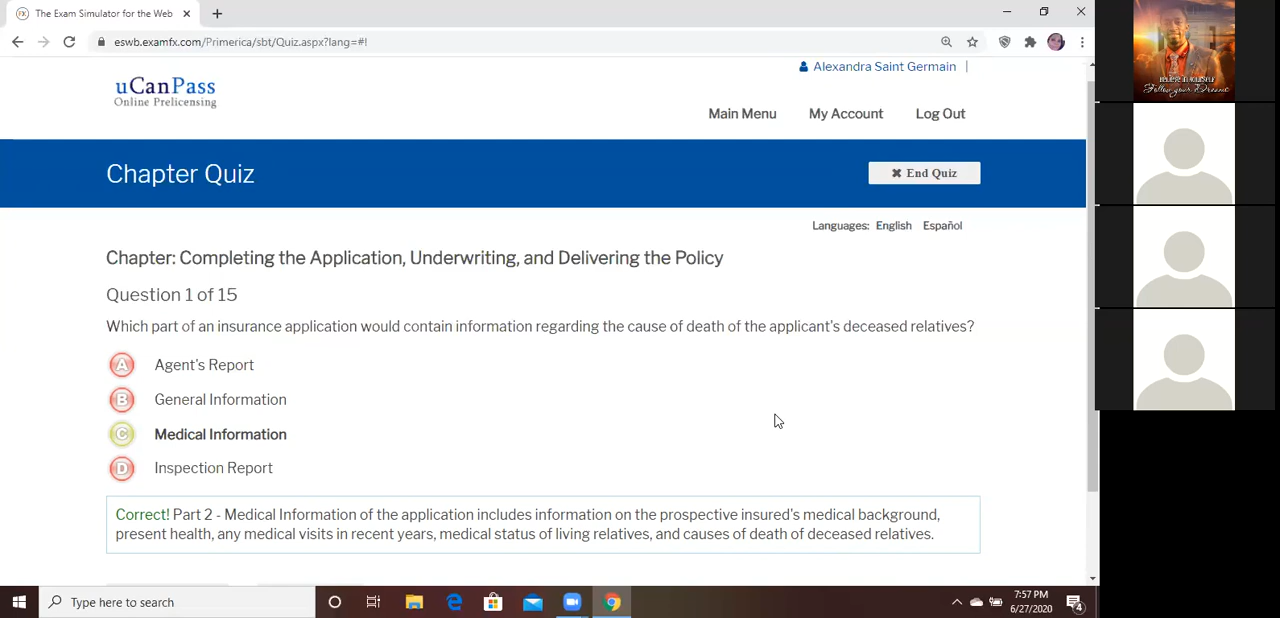 The Exam Simulator for the Web
eswb.examfx.com/Primerica/sbt/Quiz.aspx?lang=#!
uCanPass
Online Prelicensing
Alexandra Saint Germain |
Main Menu My Account Log Out
Chapter Quiz
End Quiz
Languages: English Español
Chapter: Completing the Application, Underwriting, and Delivering the Policy
Question 1 of 15
Which part of an insurance application would contain information regarding the cause of death of the applicant's deceased relatives?
A Agent's Report
B General Information
C Medical Information
D Inspection Report
Correct! Part 2 - Medical Information of the application includes information on the prospective insured's medical background,
present health, any medical visits in recent years, medical status of living relatives, and causes of death of deceased relatives.
Type here to search
7:57 PM
6/27/2020
4
Follow your Dreams